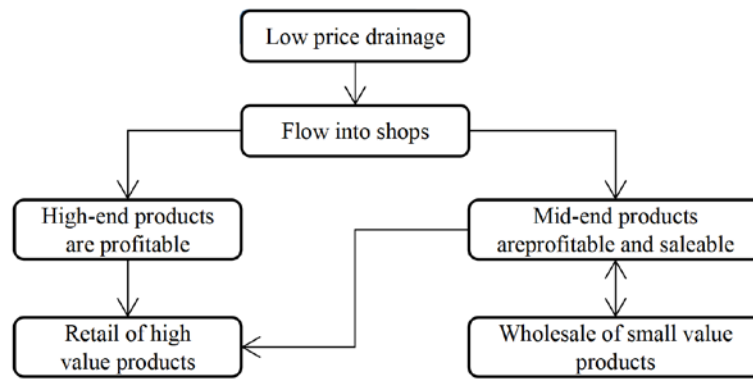 Low price drainage
Flow into shops
High-end products
are profitable
Mid-end products
areprofitable and saleable
Retail of high
value products
Wholesale of small value
products